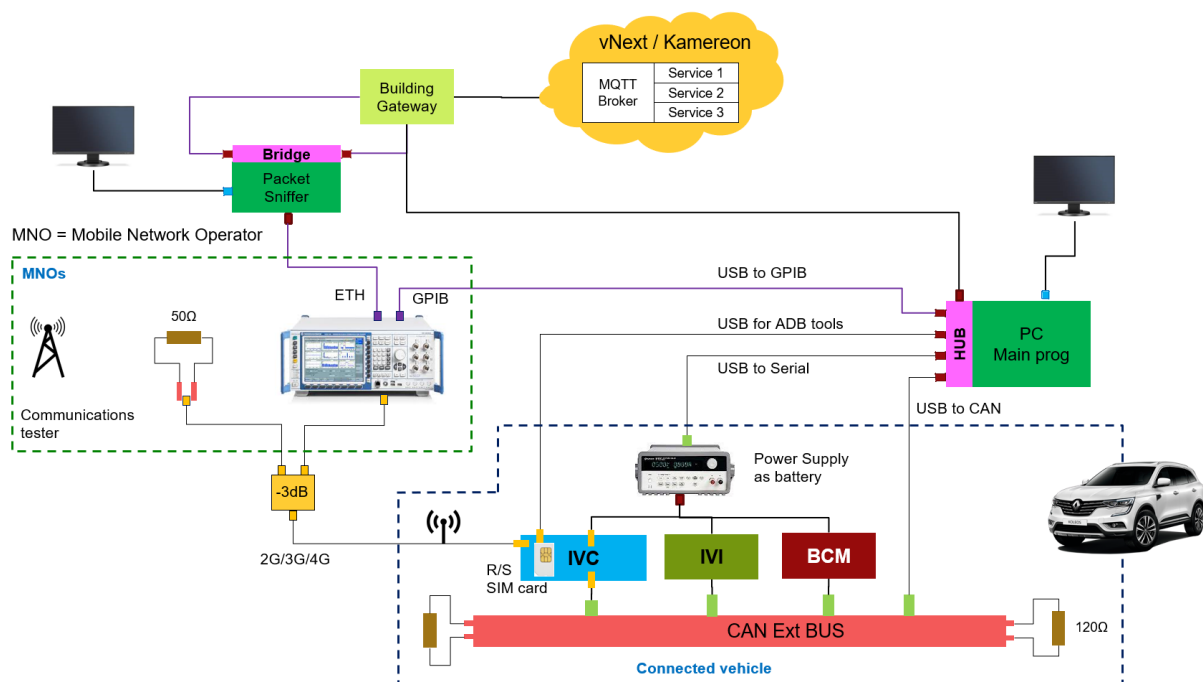 vNext / Kamereon
MQTT
Broker
Service 1
Service 2
Service 3
Building
Gateway
Bridge
Packet
Sniffer
MNO = Mobile Network Operator
MNOs
ETH
GPIB
USB to GPIB
50Ω
USB for ADB tools
HUB
PC
Main prog
USB to Serial
USB to CAN
Communications
tester
Power Supply
as battery
-3dB
2G/3G/4G
R/S
SIM card
IVC
IVI
BCM
CAN Ext BUS
120Ω
Connected vehicle